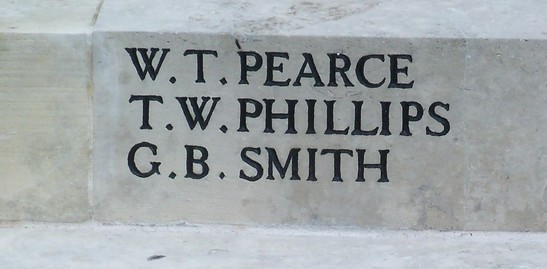 W.T. PEARCE
T.W. PHILLIPS
G.B. SMITH